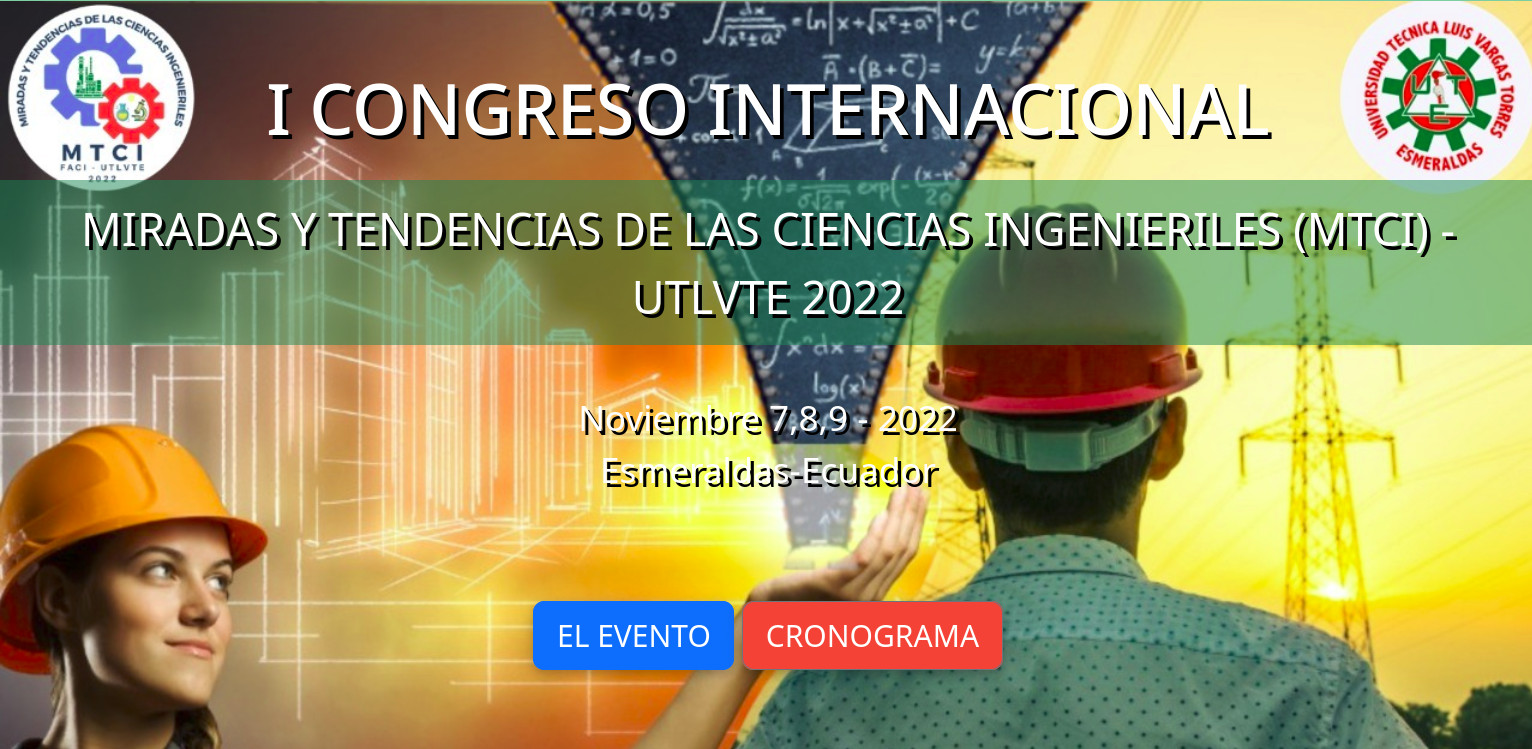 MIRADAS Y TENDENCIAS DE LAS CIENCIAS INGENIERILES
MTCI
FACI - UTLVTE
2022
I CONGRESO INTERNACIONAL
UNIVERSIDAD TECNICA LUIS VARGAS TORRES
ESMERALDAS
MIRADAS Y TENDENCIAS DE LAS CIENCIAS INGENIERILES (MTCI) -
UTLVTE 2022
Noviembre 7,8,9 - 2022
Esmeraldas-Ecuador
EL EVENTO
CRONOGRAMA